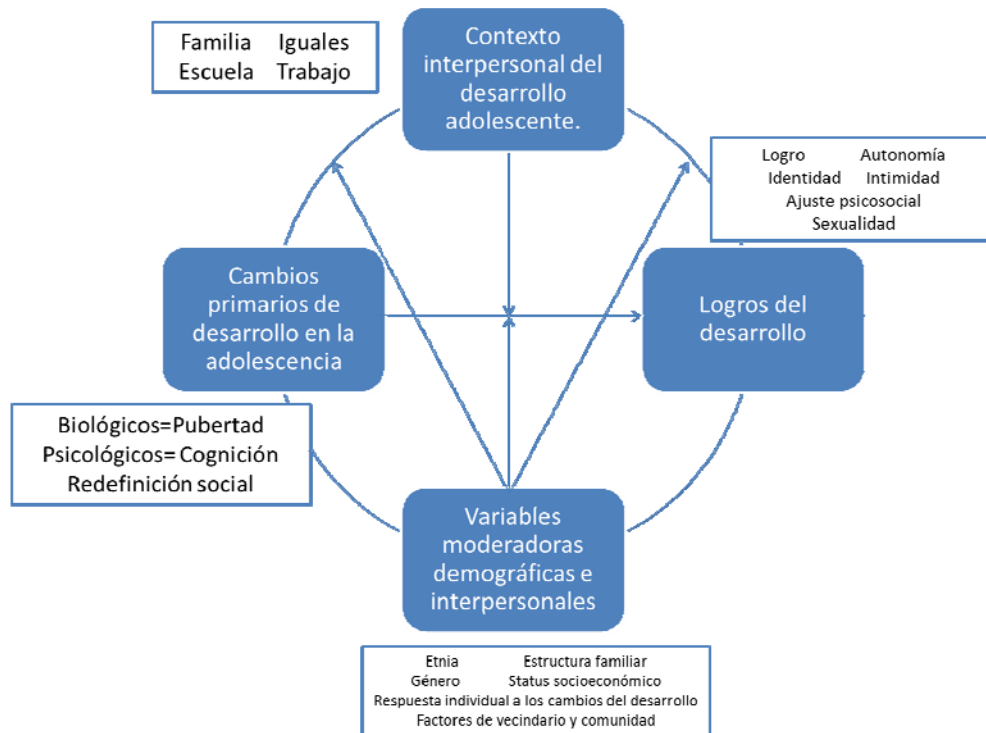 Familia Iguales
Escuela Trabajo
Contexto
interpersonal del
desarrollo
adolescente.
Logro Autonomía
Identidad Intimidad
Ajuste psicosocial
Sexualidad
Cambios
primarios de
desarrollo en la
adolescencia
Logros del
desarrollo
Biológicos=Pubertad
Psicológicos= Cognición
Redefinición social
Variables
moderadoras
demográficas e
interpersonales
Etnia Estructura familiar
Género Status socioeconómico
Respuesta individual a los cambios del desarrollo
Factores de vecindario y comunidad